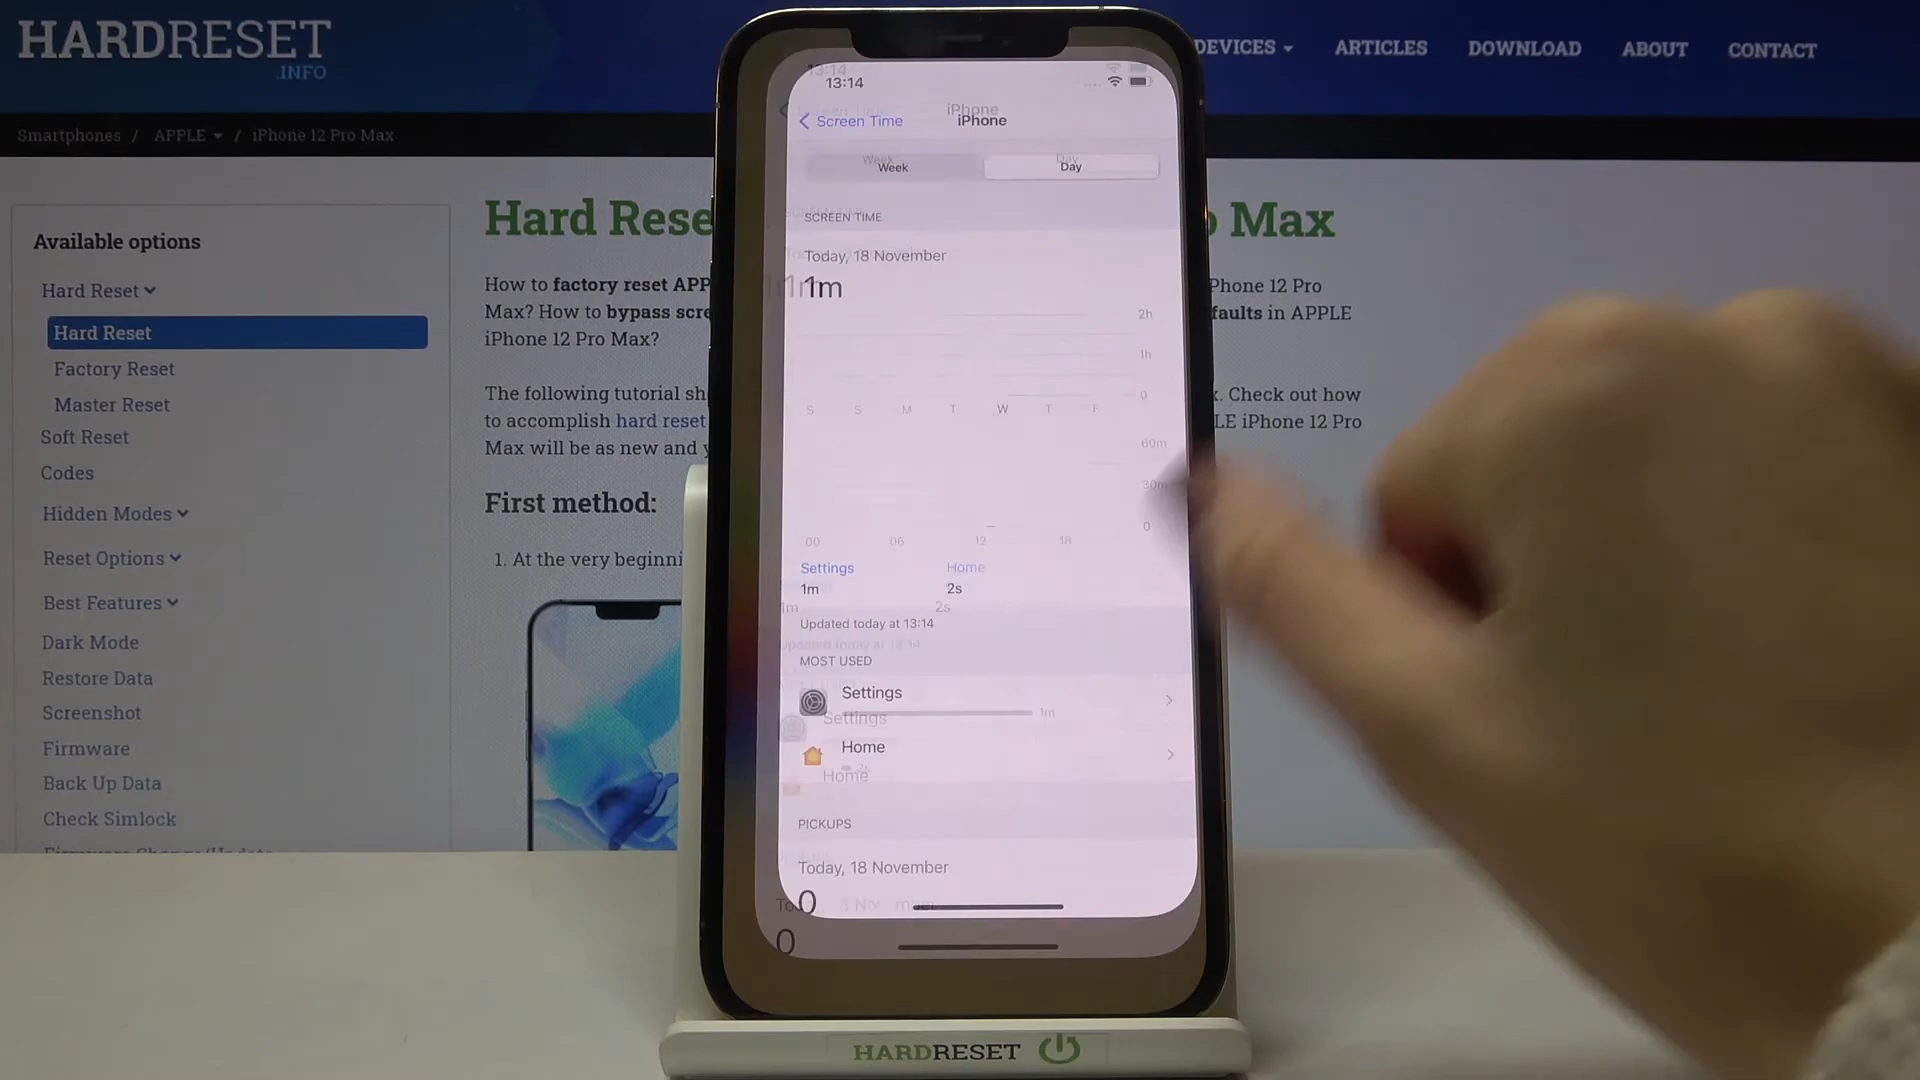 HARDRESET
.INFO
DEVICES
ARTICLES
DOWNLOAD
ABOUT
CONTACT
Smartphones / APPLE / iPhone 12 Pro Max
Available options
Hard Reset
Hard Reset
Factory Reset
Master Reset
Soft Reset
Codes
Hidden Modes
Reset Options
Best Features
Dark Mode
Restore Data
Screenshot
Firmware
Back Up Data
Check Simlock
Hard Rese
o Max
How to factory reset APP
Phone 12 Pro
Max? How to bypass scre
faults in APPLE
iPhone 12 Pro Max?
The following tutorial sh
. Check out how
to accomplish hard reset
LE iPhone 12 Pro
Max will be as new and y
First method:
1. At the very beginni
13:14
Screen Time
iPhone
Week
Day
SCREEN TIME
Today, 18 November
1m
2h
1h
0
S S M T W T F
60m
30m
0
00 06 12 18
Settings
Home
1m
2s
Updated today at 13:14
MOST USED
Settings
1m
Home
2s
PICKUPS
Today, 18 November
0
HARDRESET